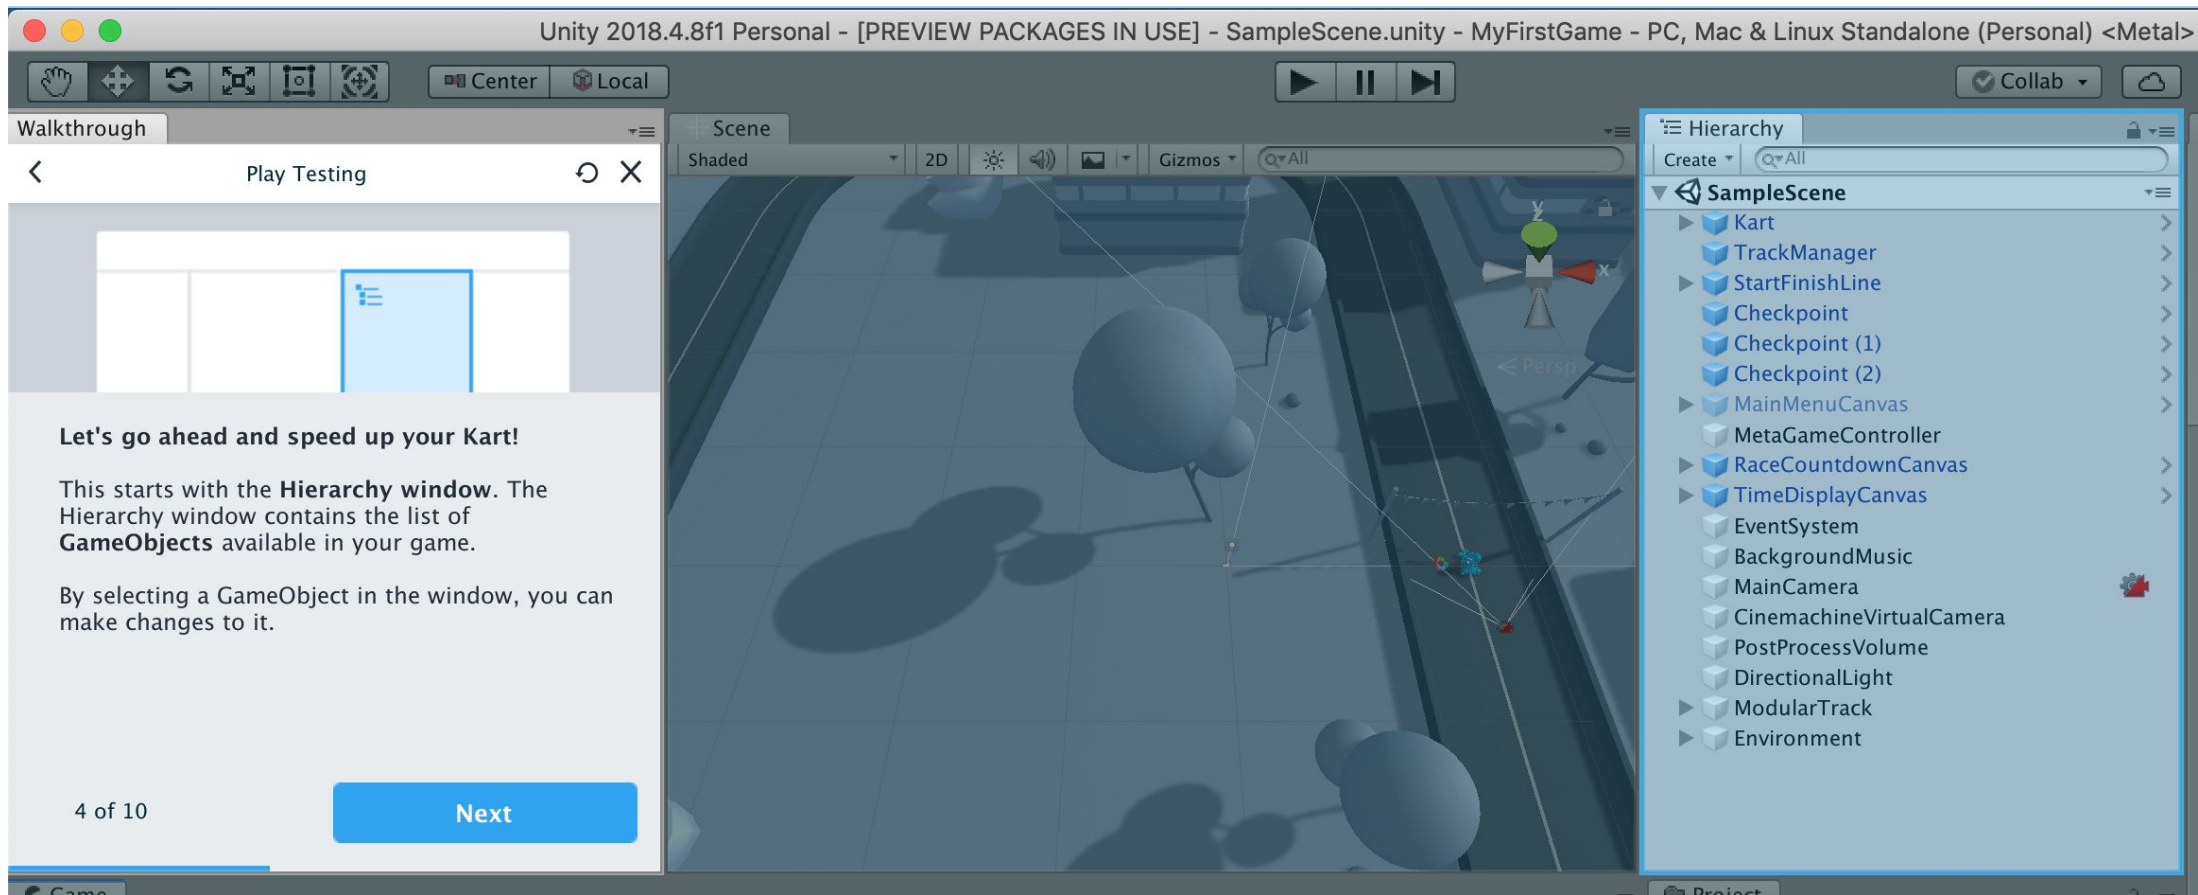 Unity 2018.4.8f1 Personal - [PREVIEW PACKAGES IN USE] - SampleScene.unity - MyFirstGame - PC, Mac & Linux Standalone (Personal) <Metal>
Center Local Collab
Walkthrough
Play Testing
Let's go ahead and speed up your Kart!
This starts with the Hierarchy window. The
Hierarchy window contains the list of
GameObjects available in your game.
By selecting a GameObject in the window, you can
make changes to it.
4 of 10
Next
Scene
Shaded 2D Gizmos All
y
x
Persp
Hierarchy
Create All
SampleScene
Kart
TrackManager
StartFinishLine
Checkpoint
Checkpoint (1)
Checkpoint (2)
MainMenuCanvas
MetaGameController
RaceCountdownCanvas
TimeDisplayCanvas
EventSystem
BackgroundMusic
MainCamera
CinemachineVirtualCamera
PostProcessVolume
DirectionalLight
ModularTrack
Environment
Game
Project